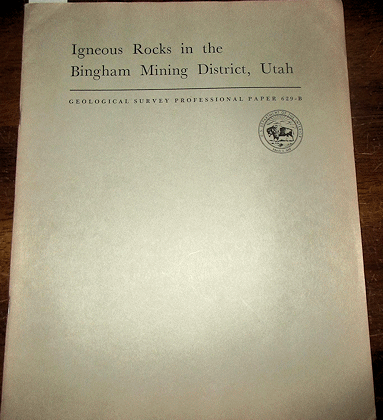 Igneous Rocks in the
Bingham Mining District, Utah
GEOLOGICAL SURVEY PROFESSIONAL PAPER 629-B